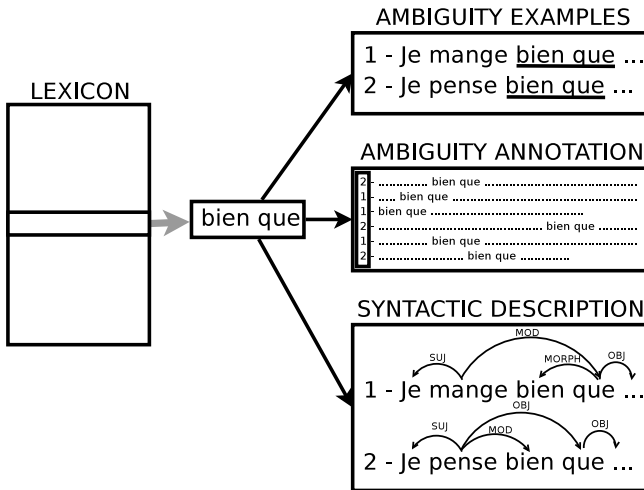 AMBIGUITY EXAMPLES
1 - Je mange bien que ...
2 - Je pense bien que ...
LEXICON
bien que
AMBIGUITY ANNOTATION
2 - ............ bien que ......................................
1 - .... bien que ..............................................
1 - bien que ......................................
2 - ......................................... bien que .........
1 - ............ bien que ......................................
2 - ..................... bien que ...................
SYNTACTIC DESCRIPTION
MOD
SUJ MORPH OBJ
1 - Je mange bien que ...
OBJ
SUJ MOD OBJ
2 - Je pense bien que ...